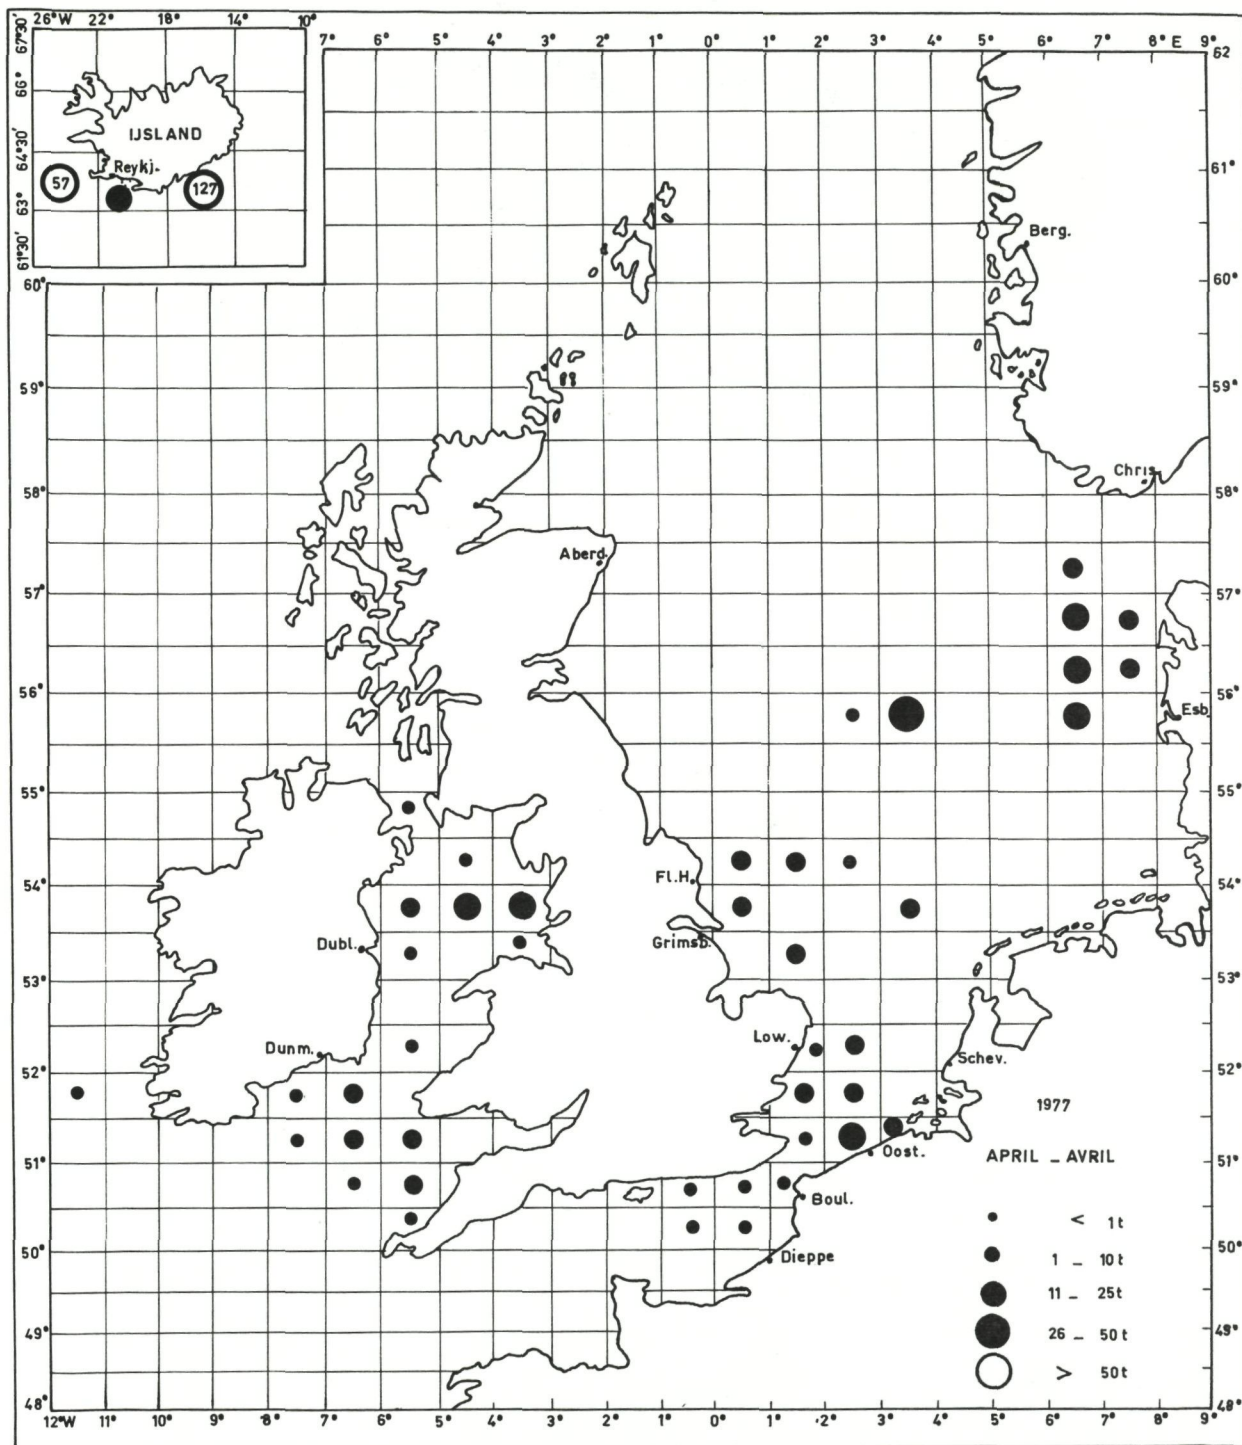 26°W 22° 18° 14° 10°
67°30′
66°
64°30′
63°
61°30′
IJSLAND
Reykj.
57
127
7° 6° 5° 4° 3° 2° 1° 0° 1° 2° 3° 4° 5° 6° 7° 8° E 9°
62
61°
60° 60°
59° 59°
58° 58°
57° 57°
56° 56°
55° 55°
54° 54°
53° 53°
52° 52°
51° 51°
50° 50°
49° 49°
48° 48°
Berg.
Chris
Aberd.
Esb.
Fl.H.
Dubl.
Grimsb.
Dunm.
Low.
Schev.
Oost.
Boul.
Dieppe
1977
APRIL _ AVRIL
< 1t
1 _ 10t
11 _ 25t
26 _ 50t
> 50t
12°W 11° 10° 9° 8° 7° 6° 5° 4° 3° 2° 1° 0° 1° 2° 3° 4° 5° 6° 7° 8° 9°